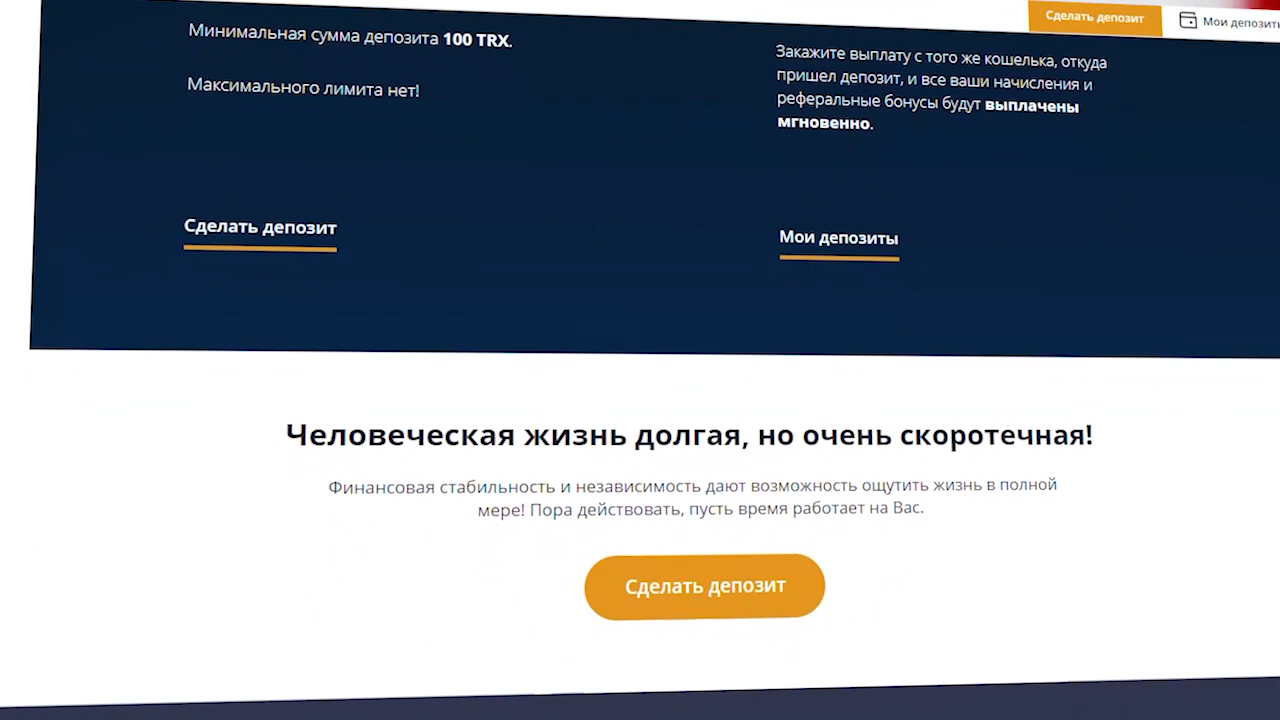 Сделать депозит
Мои депозиты
Минимальная сумма депозита 100 TRX.
Максимального лимита нет!
Сделать депозит
Закажите выплату с того же кошелька, откуда
пришел депозит, и все ваши начисления и
реферальные бонусы будут выплачены
мгновенно.
Мои депозиты
Человеческая жизнь долгая, но очень скоротечная!
Финансовая стабильность и независимость дают возможность ощутить жизнь в полной
мере! Пора действовать, пусть время работает на Вас.
Сделать депозит